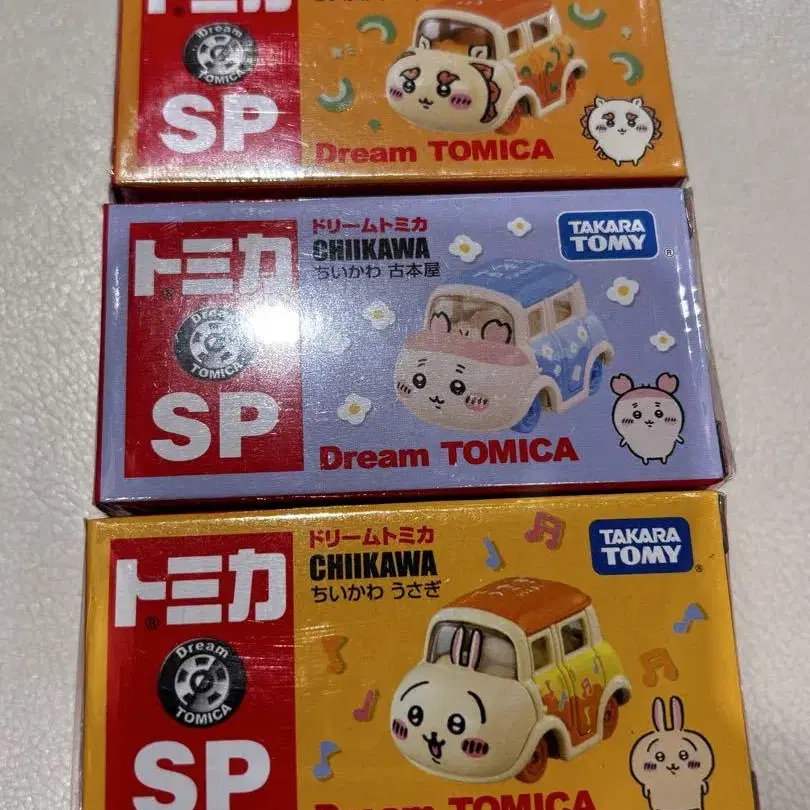 トミカ
Dream
TOMICA
SP
Dream TOMICA
トミカ
®
Dream
TOMICA
SP
ドリームトミカ
CHIIKAWA
ちいかわ 古本屋
TAKARA
TOMY
®
Dream TOMICA
トミカ
®
Dream
TOMICA
SP
ドリームトミカ
CHIIKAWA
ちいかわ うさぎ
TAKARA
TOMY
®
Dream TOMICA